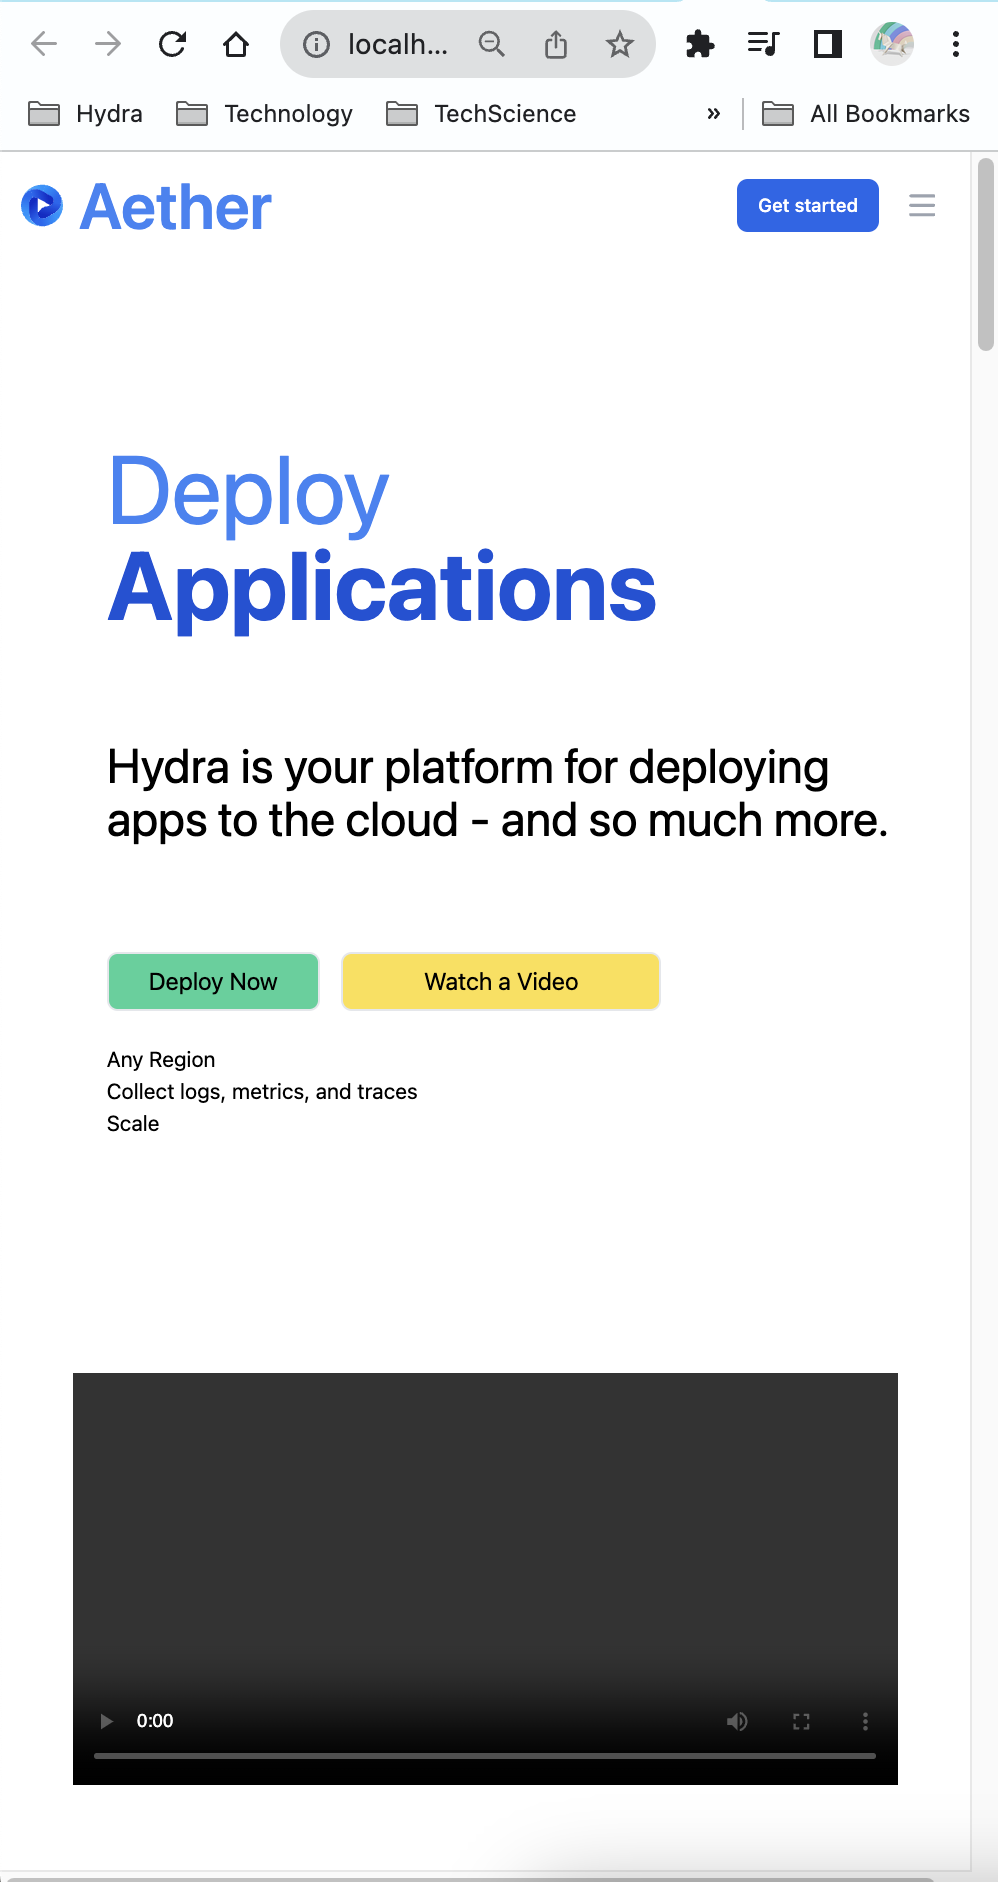 localh...
Hydra
Technology
TechScience
»
All Bookmarks
Aether
Get started
Deploy
Applications
Hydra is your platform for deploying
apps to the cloud - and so much more.
Deploy Now
Watch a Video
Any Region
Collect logs, metrics, and traces
Scale
0:00